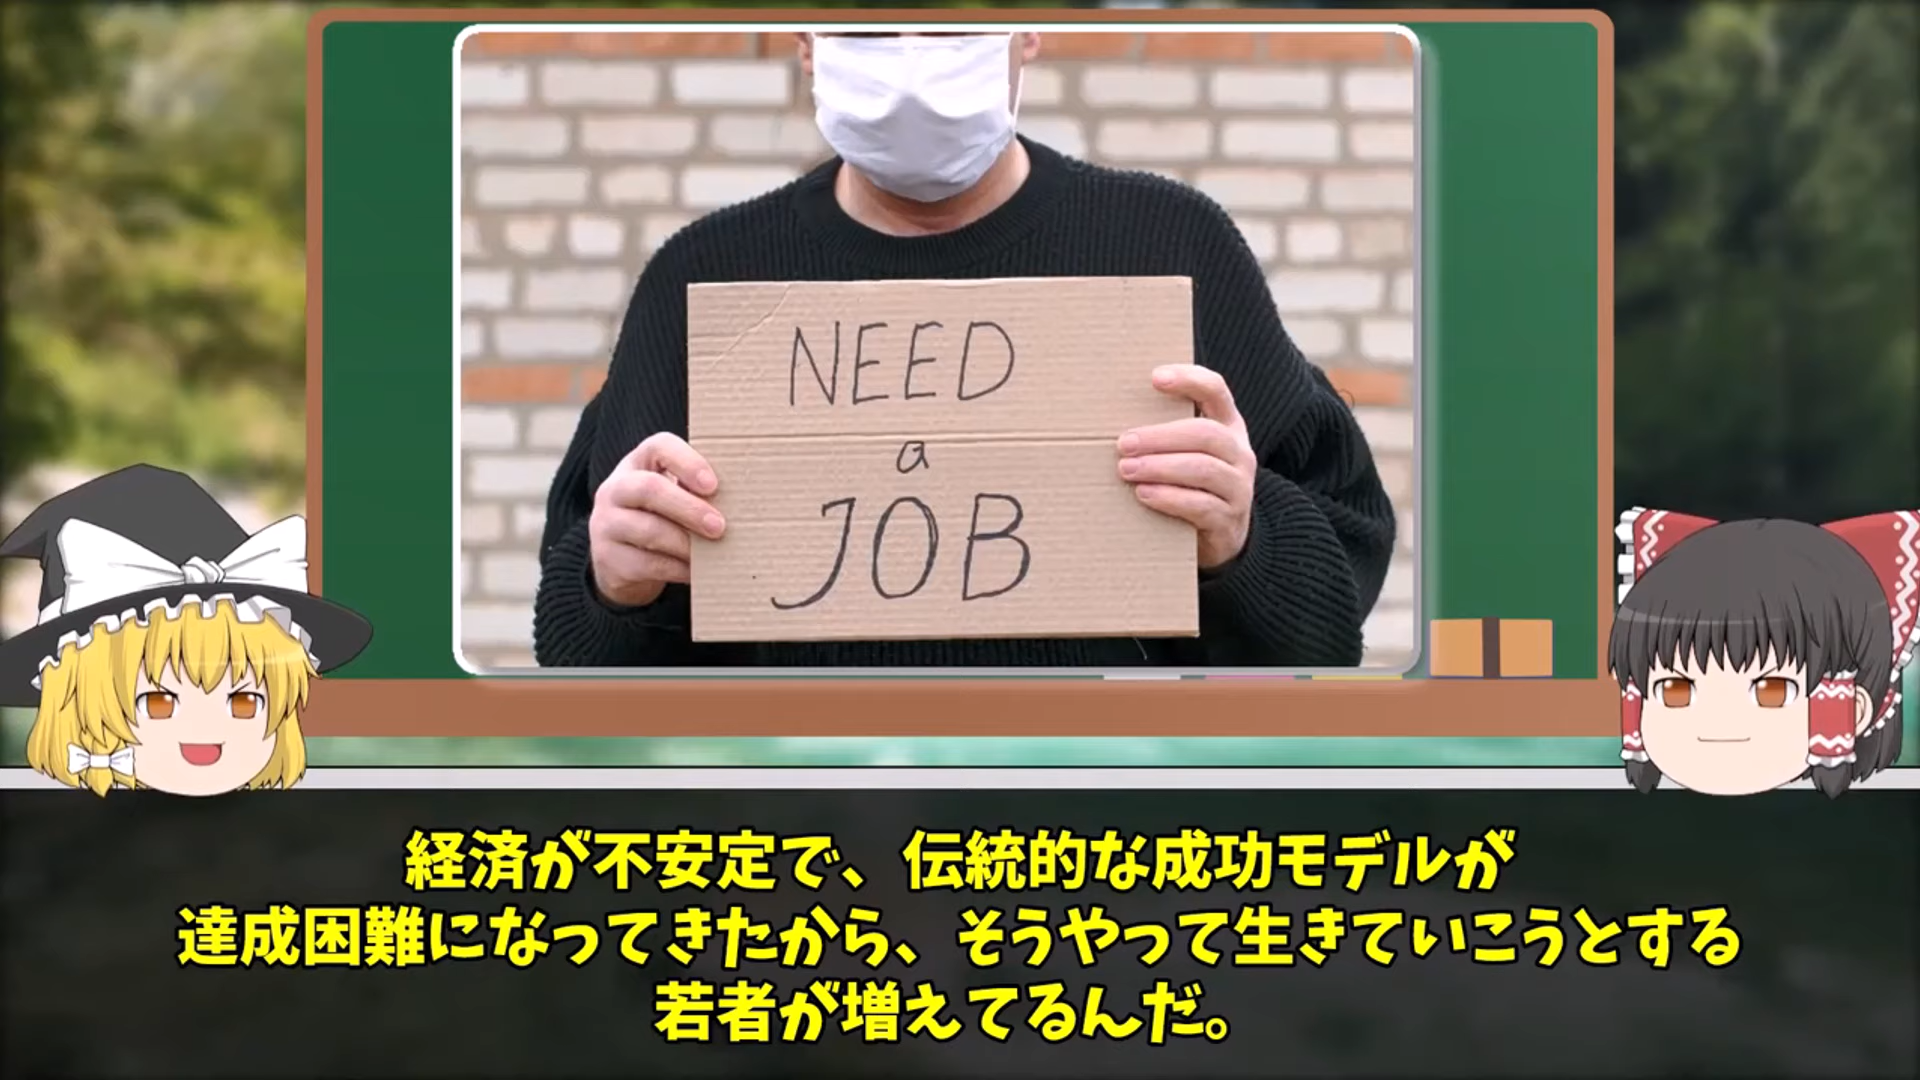 NEED
a
JOB
経済が不安定で、伝統的な成功モデルが
達成困難になってきたから、そうやって生きていこうとする
若者が増えてるんだ。